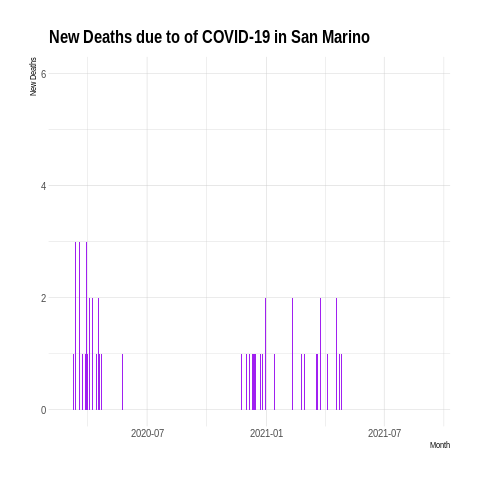 New Deaths due to of COVID-19 in San Marino
New Deaths
6
4
2
0
2020-07
2021-01
2021-07
Month